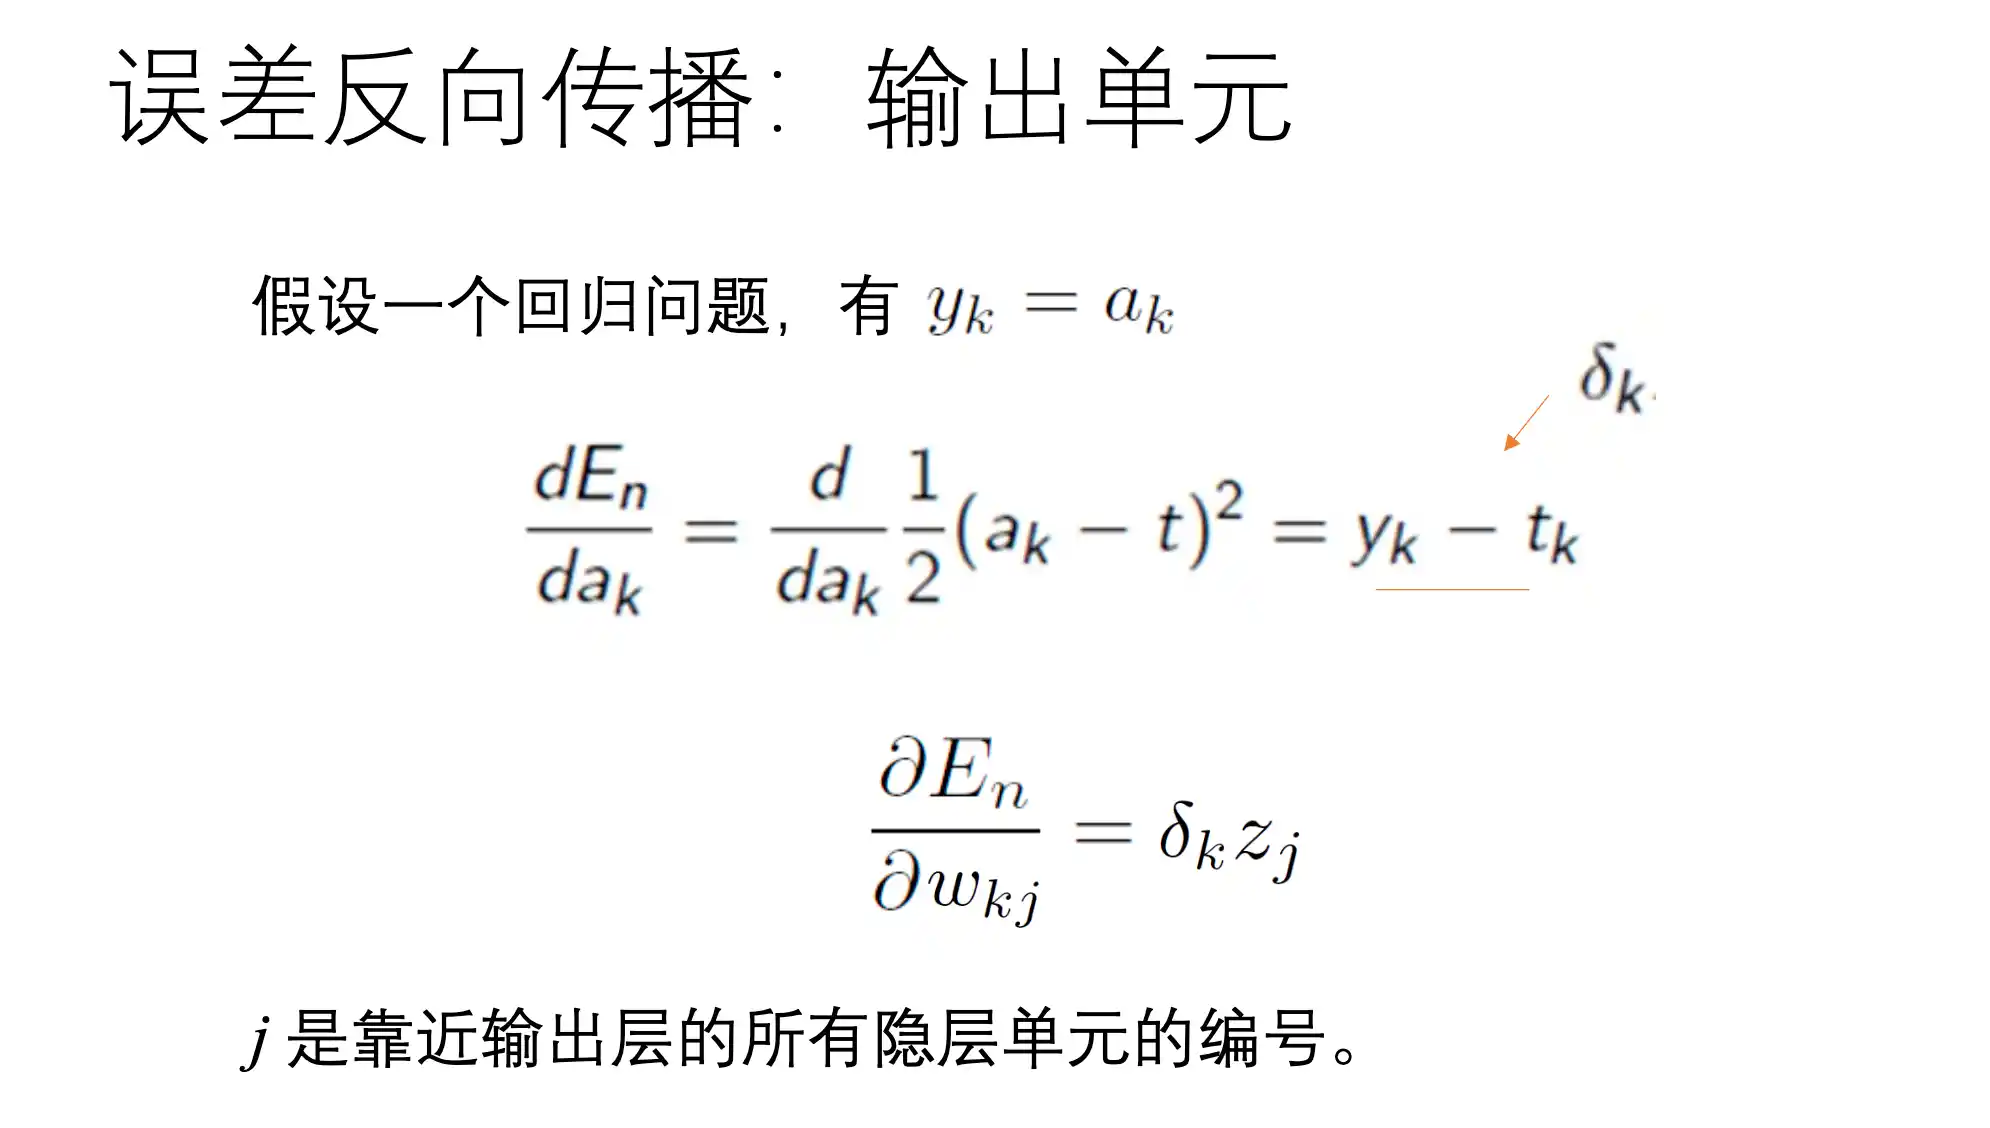 误差反向传播：输出单元
假设一个回归问题，有 $y_k = a_k$
$\delta_k$
$\frac{dE_n}{da_k} = \frac{d}{da_k}\frac{1}{2}(a_k - t)^2 = y_k - t_k$
$\frac{\partial E_n}{\partial w_{kj}} = \delta_k z_j$
j 是靠近输出层的所有隐层单元的编号。